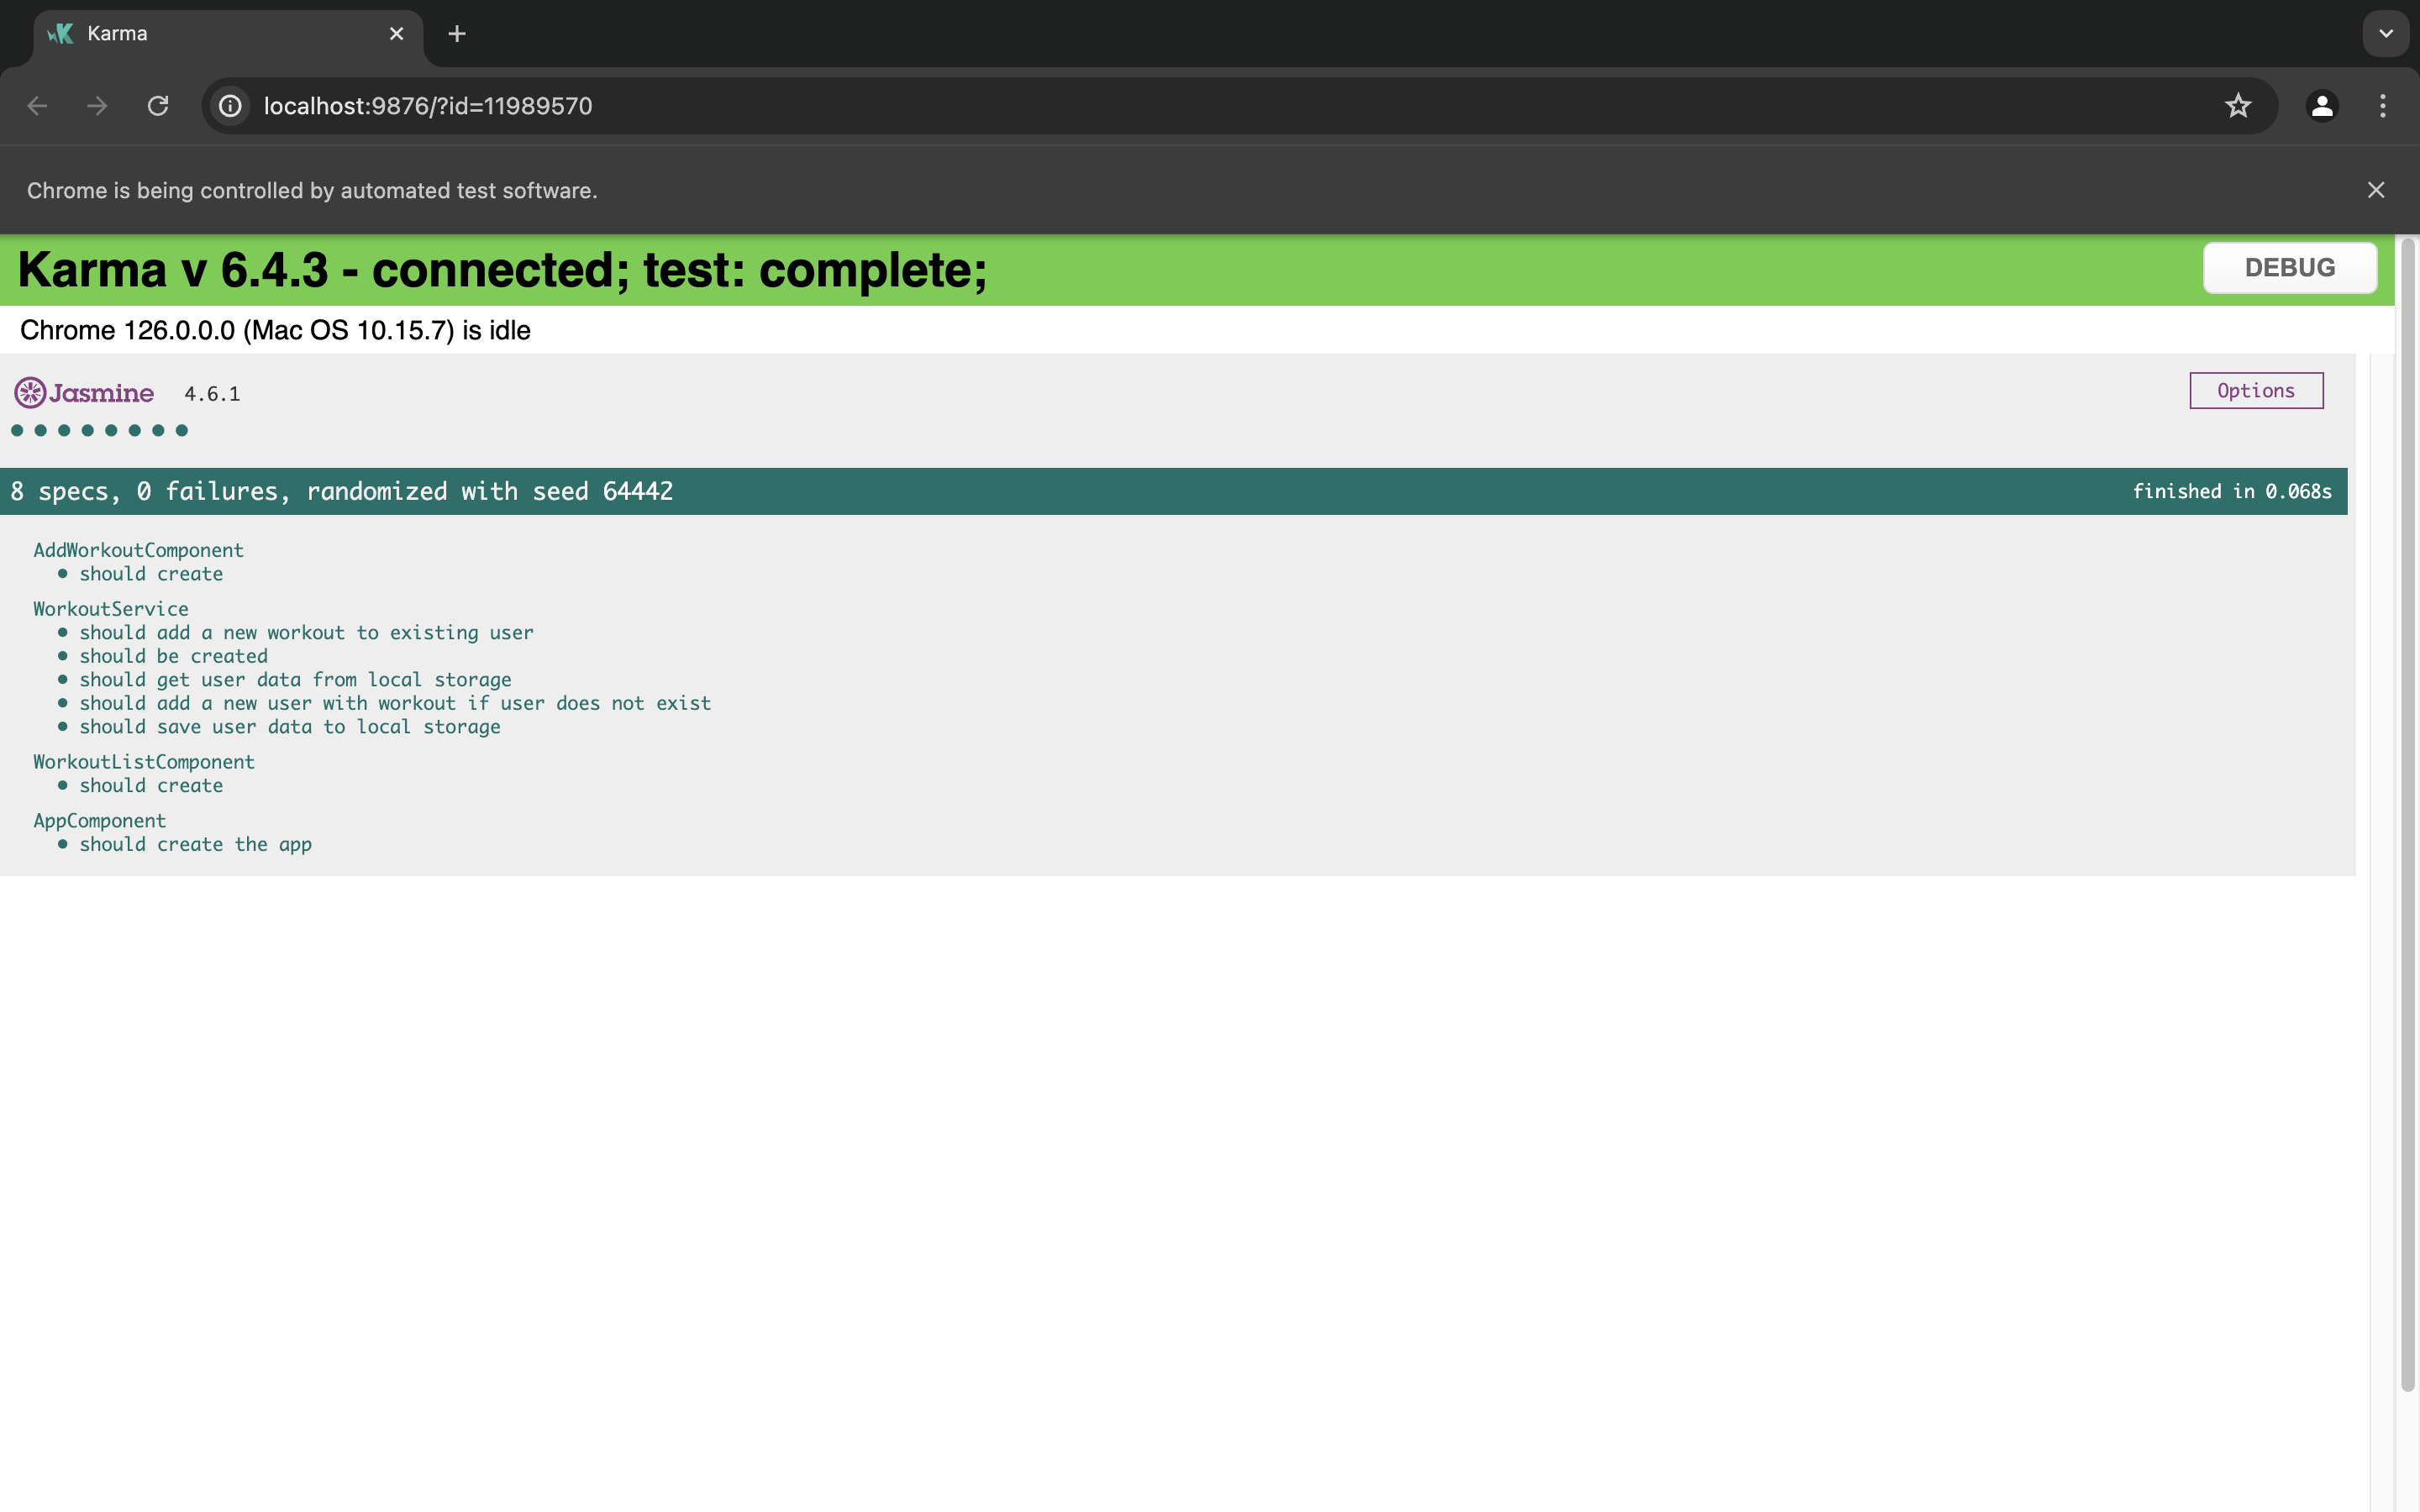 Karma
localhost:9876/?id=11989570
Chrome is being controlled by automated test software.
Karma v 6.4.3 - connected; test: complete;
DEBUG
Chrome 126.0.0.0 (Mac OS 10.15.7) is idle
Jasmine 4.6.1
Options
8 specs, 0 failures, randomized with seed 64442
finished in 0.068s
AddWorkoutComponent
• should create
WorkoutService
• should add a new workout to existing user
• should be created
• should get user data from local storage
• should add a new user with workout if user does not exist
• should save user data to local storage
WorkoutListComponent
• should create
AppComponent
• should create the app